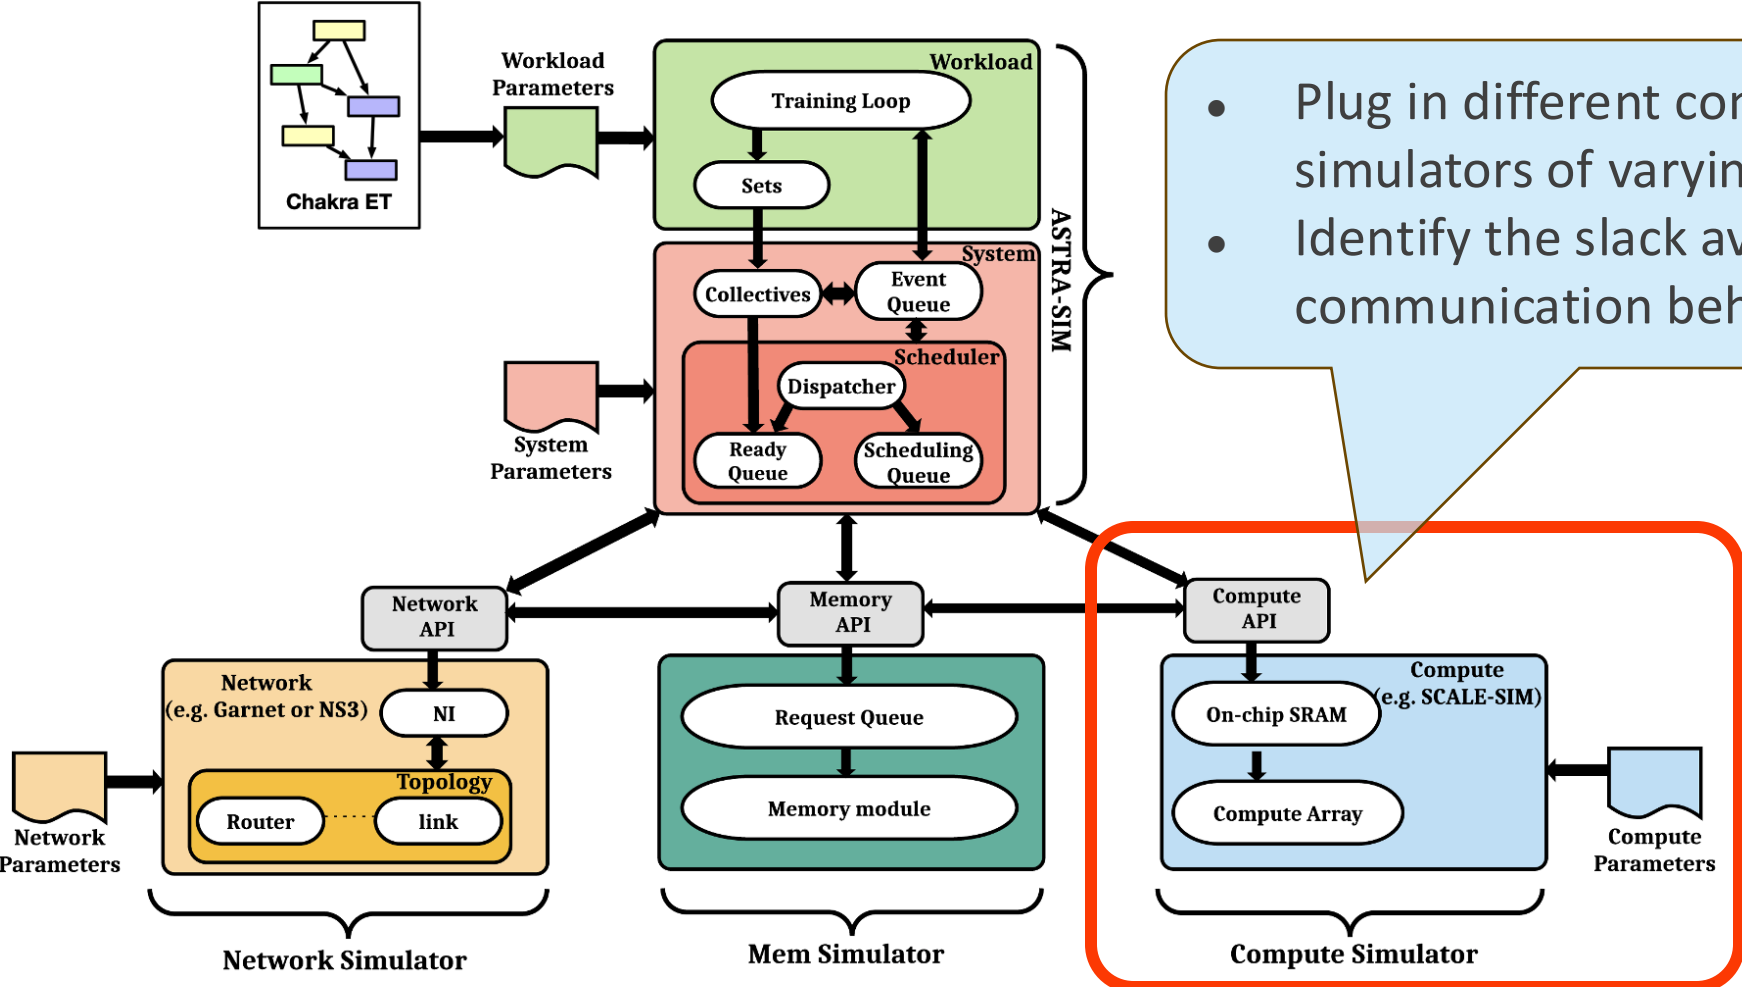 Chakra ET
Workload
Parameters
Workload
Training Loop
Sets
System
Collectives
Event
Queue
Scheduler
Dispatcher
Ready
Queue
Scheduling
Queue
ASTRA-SIM
System
Parameters
• Plug in different
simulators of
• Identify the slack
communication
Network
API
Memory
API
Compute
API
Network
(e.g. Garnet or NS3)
NI
Topology
Router
link
Network
Parameters
Request Queue
Memory module
Compute
(e.g. SCALE-SIM)
On-chip SRAM
Compute Array
Compute
Parameters
Network Simulator
Mem Simulator
Compute Simulator